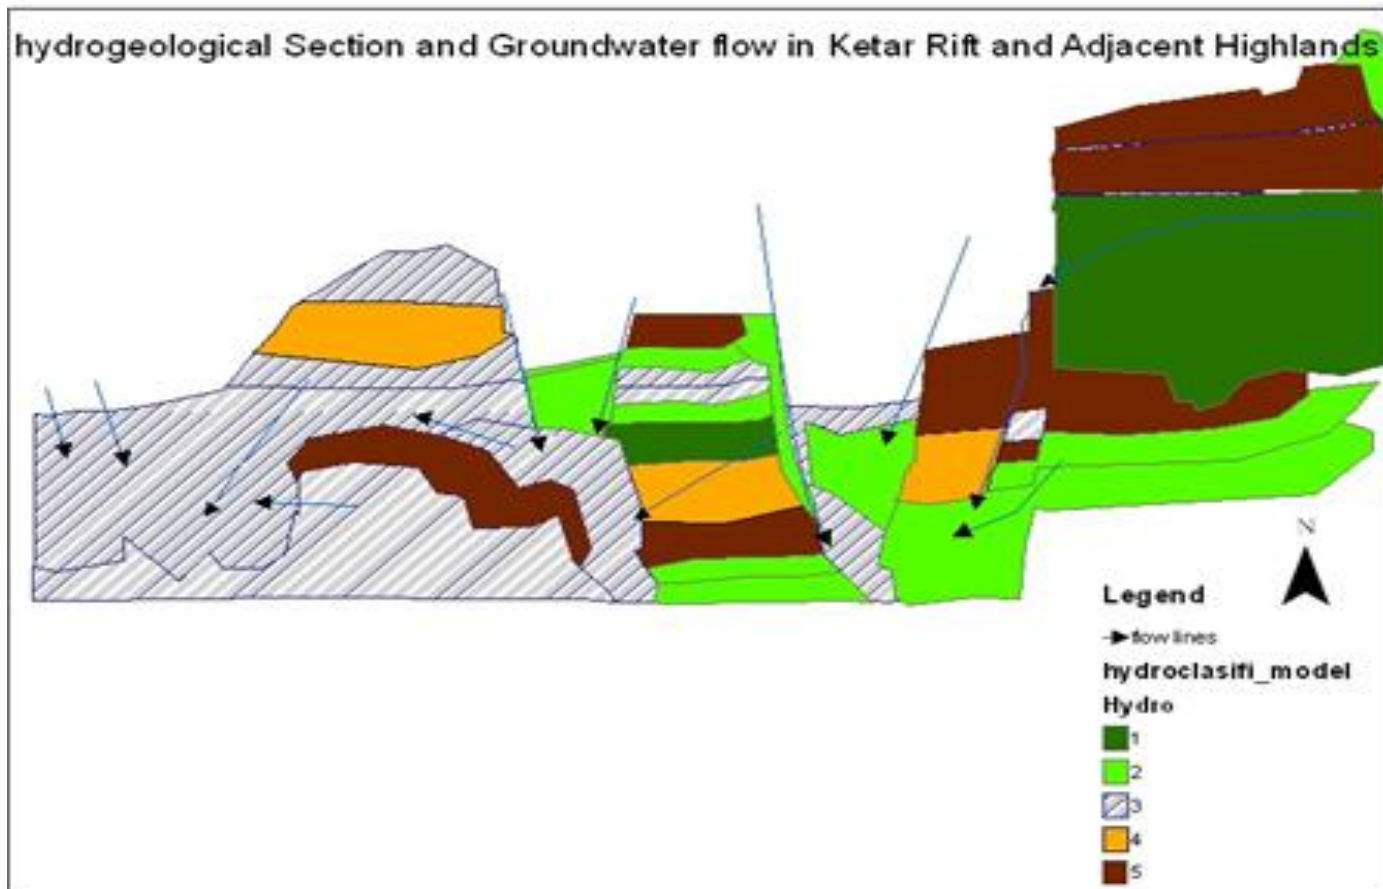 hydrogeological Section and Groundwater flow in Ketar Rift and Adjacent Highlands
N
Legend
flow lines
hydroclasifi_model
Hydro
1
2
3
4
5